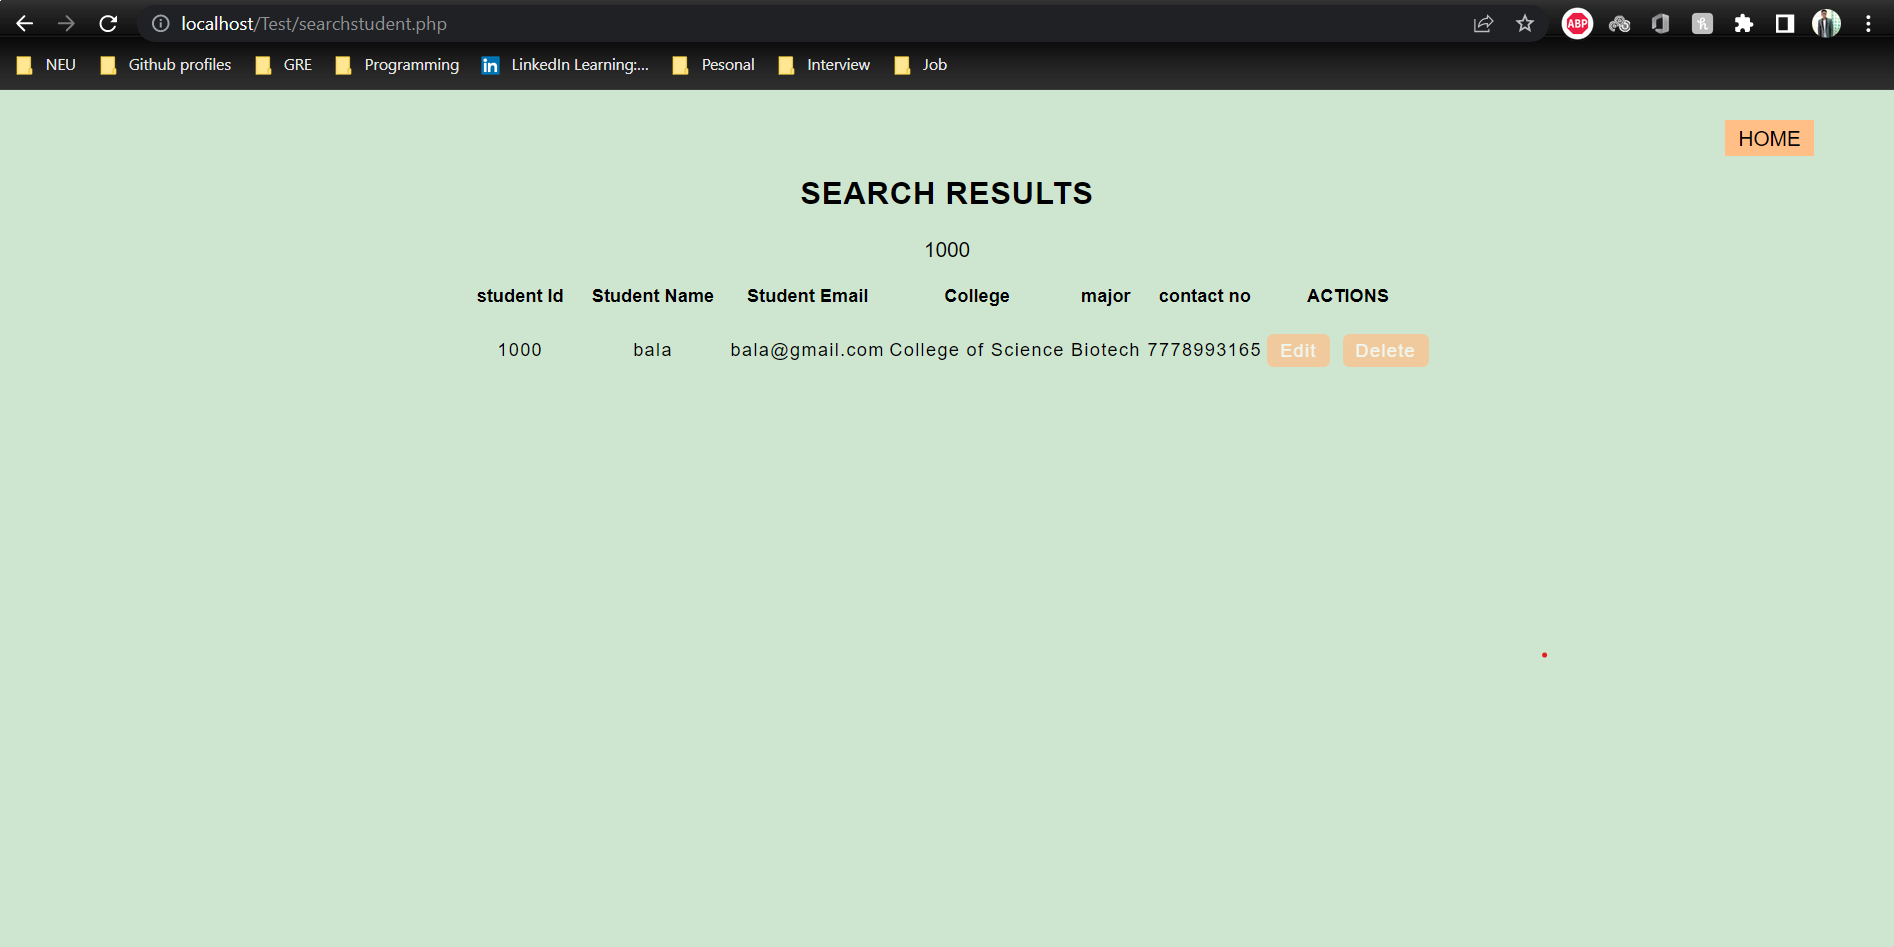 localhost/Test/searchstudent.php
ABP
NEU Github profiles GRE Programming in LinkedIn Learning:... Pesonal Interview Job
HOME
SEARCH RESULTS
1000
student Id Student Name Student Email College major contact no ACTIONS
1000 bala bala@gmail.com College of Science Biotech 7778993165 Edit Delete